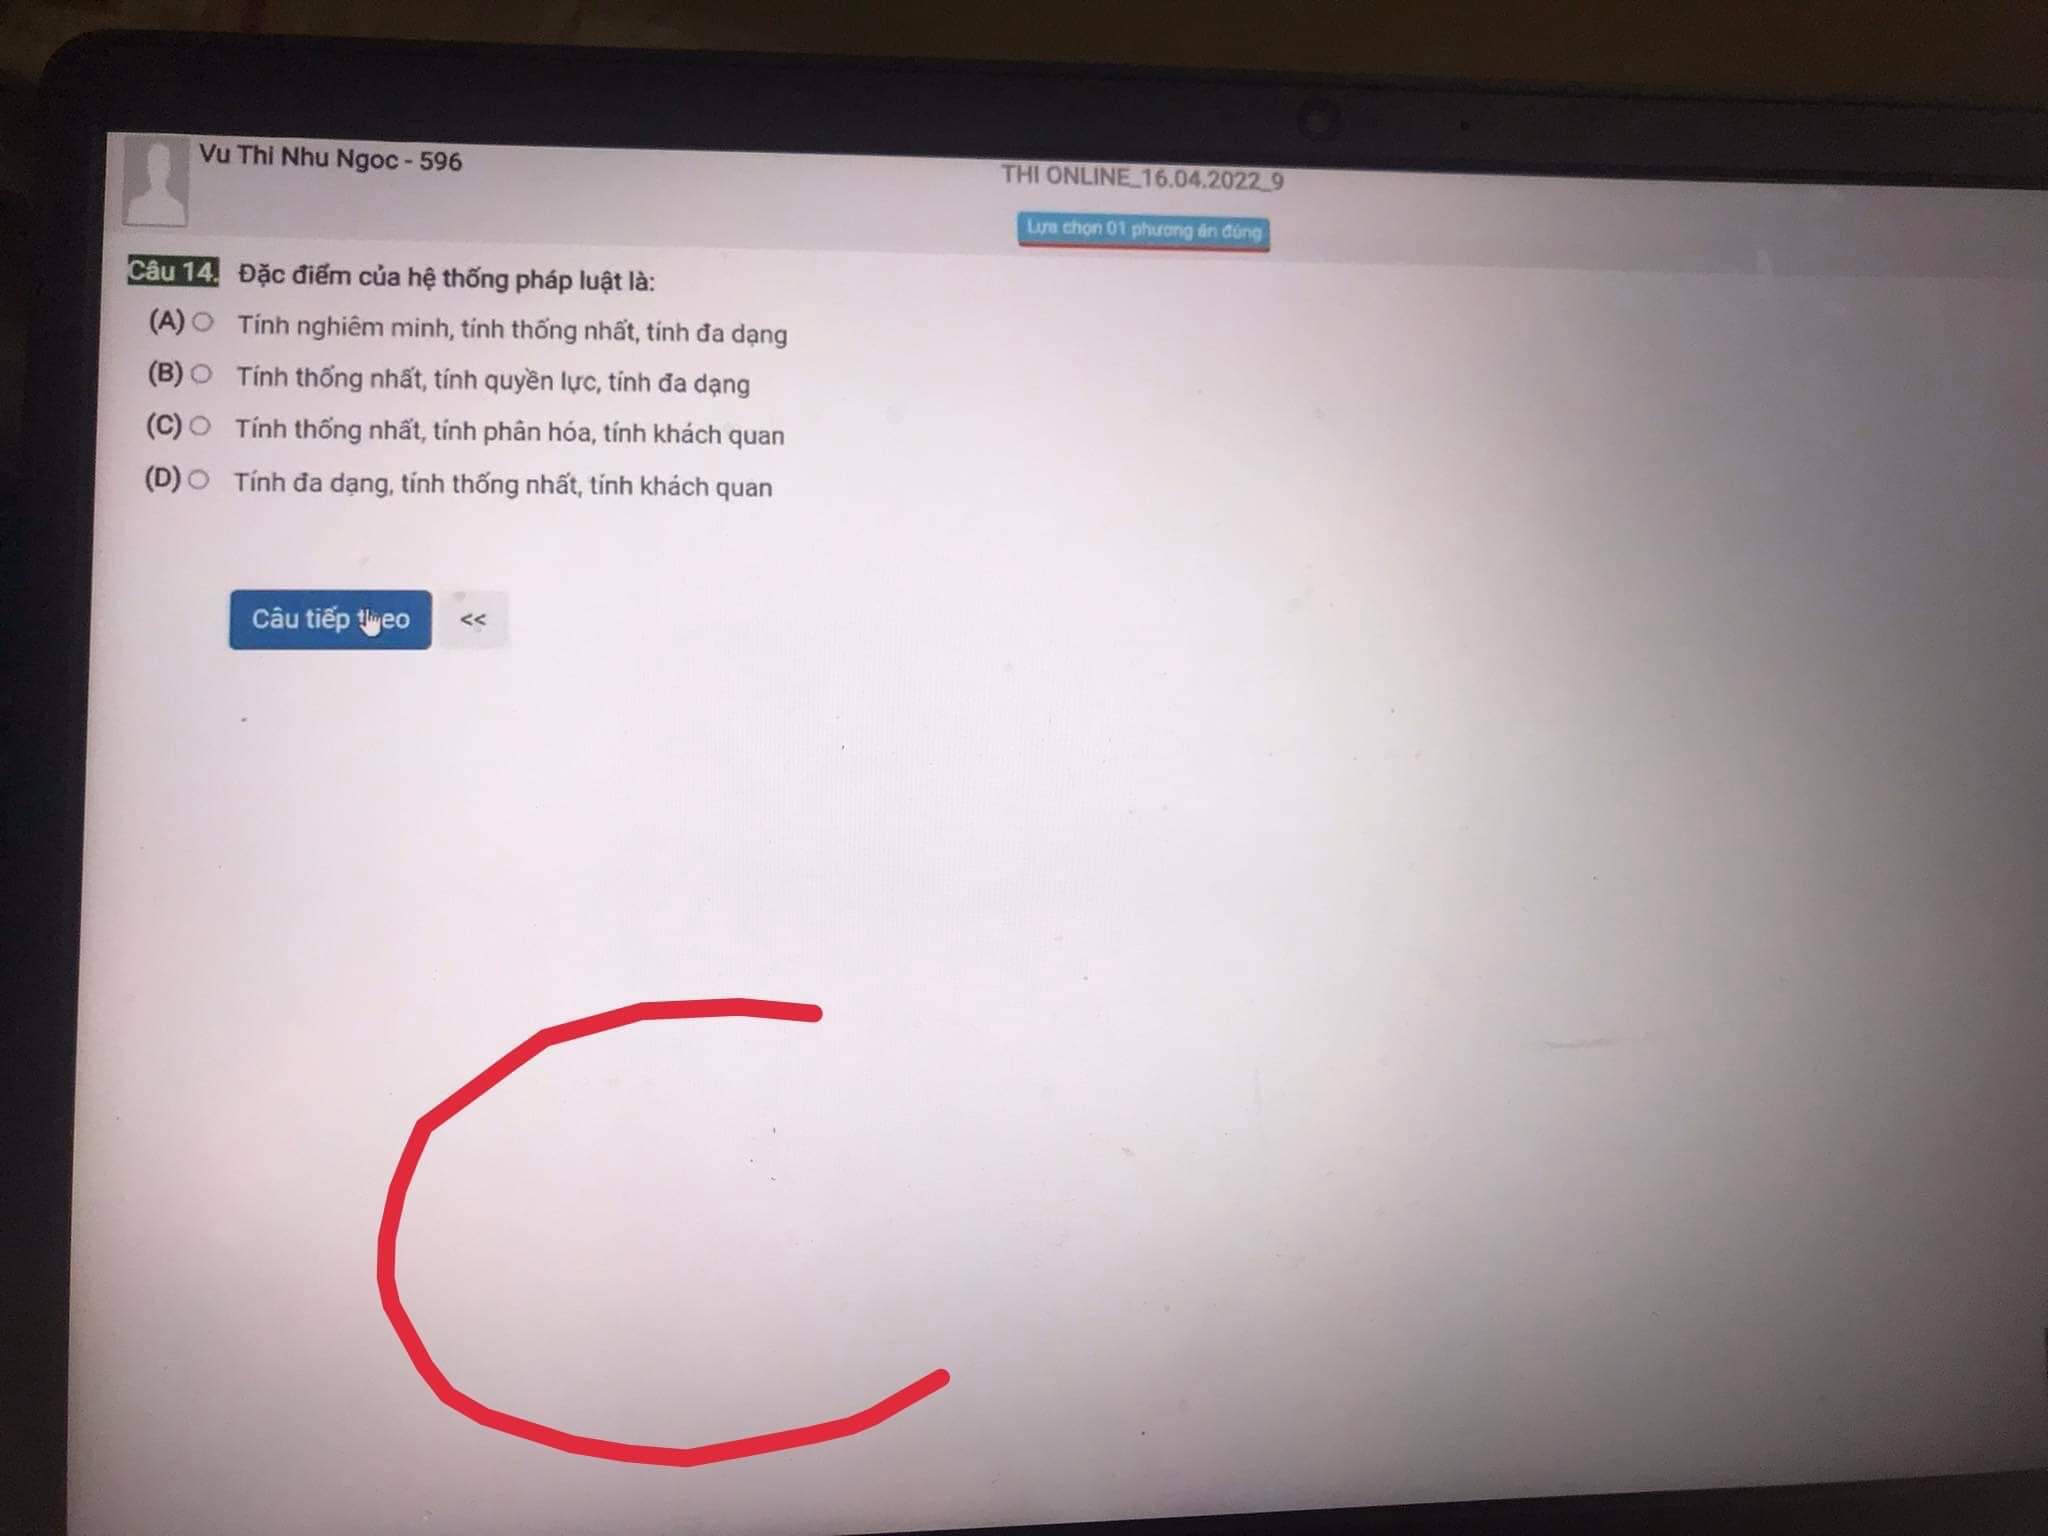 Vu Thi Nhu Ngoc - 596
THI ONLINE_16.04.2022_9
Lựa chọn 01 phương án đúng
Câu 14. Đặc điểm của hệ thống pháp luật là:
(A) Tính nghiêm minh, tính thống nhất, tính đa dạng
(B) Tính thống nhất, tính quyền lực, tính đa dạng
(C) Tính thống nhất, tính phân hóa, tính khách quan
(D) Tính đa dạng, tính thống nhất, tính khách quan
Câu tiếp theo <<
C